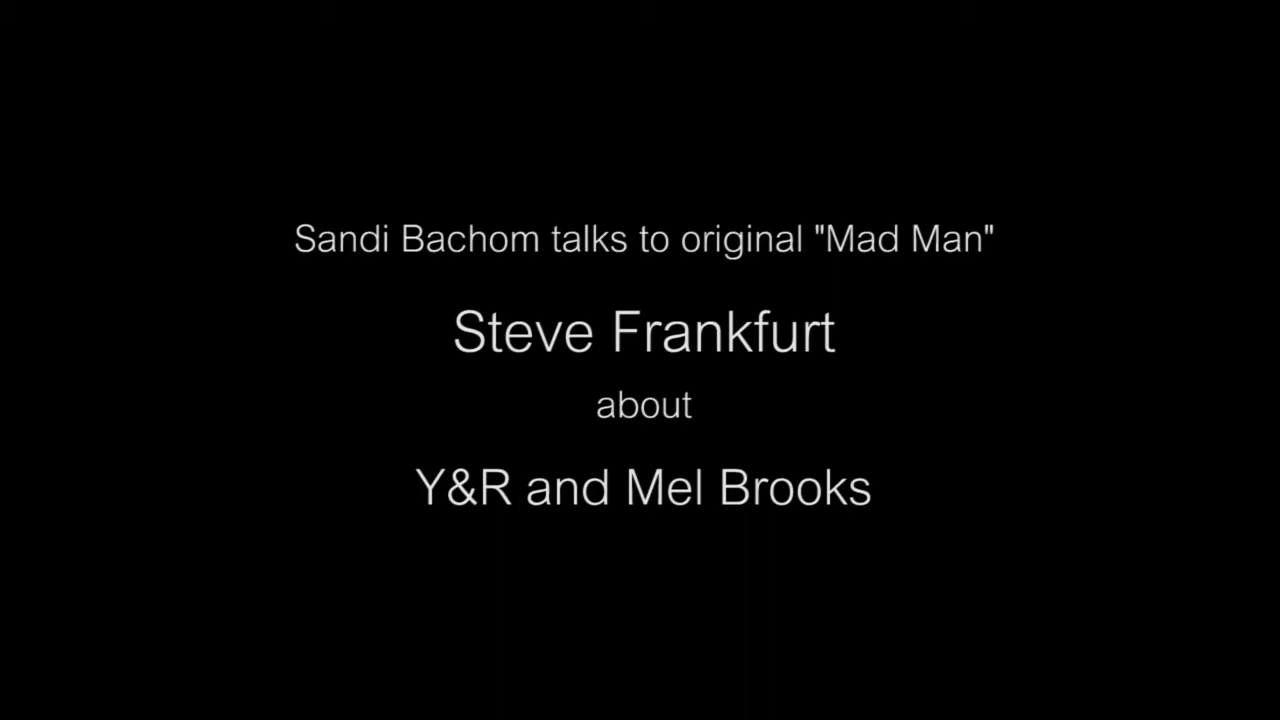 Sandi Bachom talks to original "Mad Man"
Steve Frankfurt
about
Y&R and Mel Brooks